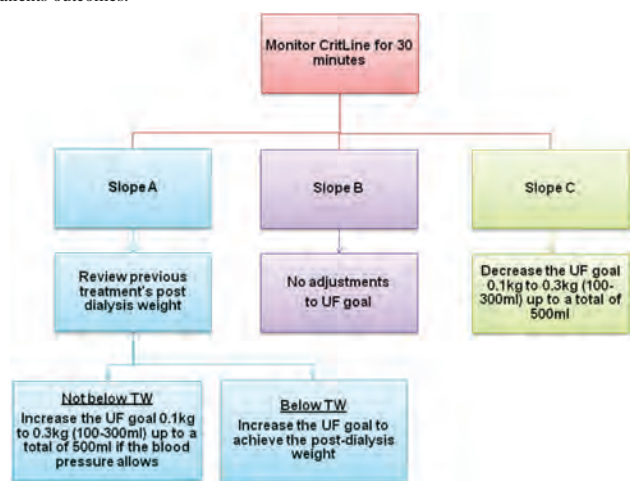 patients outcomes.
Monitor CritLine for 30
minutes
Slope A
Slope B
Slope C
Review previous
treatment's post
dialysis weight
No adjustments
to UF goal
Decrease the UF goal
0.1kg to 0.3kg (100-
300ml) up to a total of
500ml
Not below TW
Increase the UF goal 0.1kg
to 0.3kg (100-300ml) up to a
total of 500ml if the blood
pressure allows
Below TW
Increase the UF goal to
achieve the post-dialysis
weight